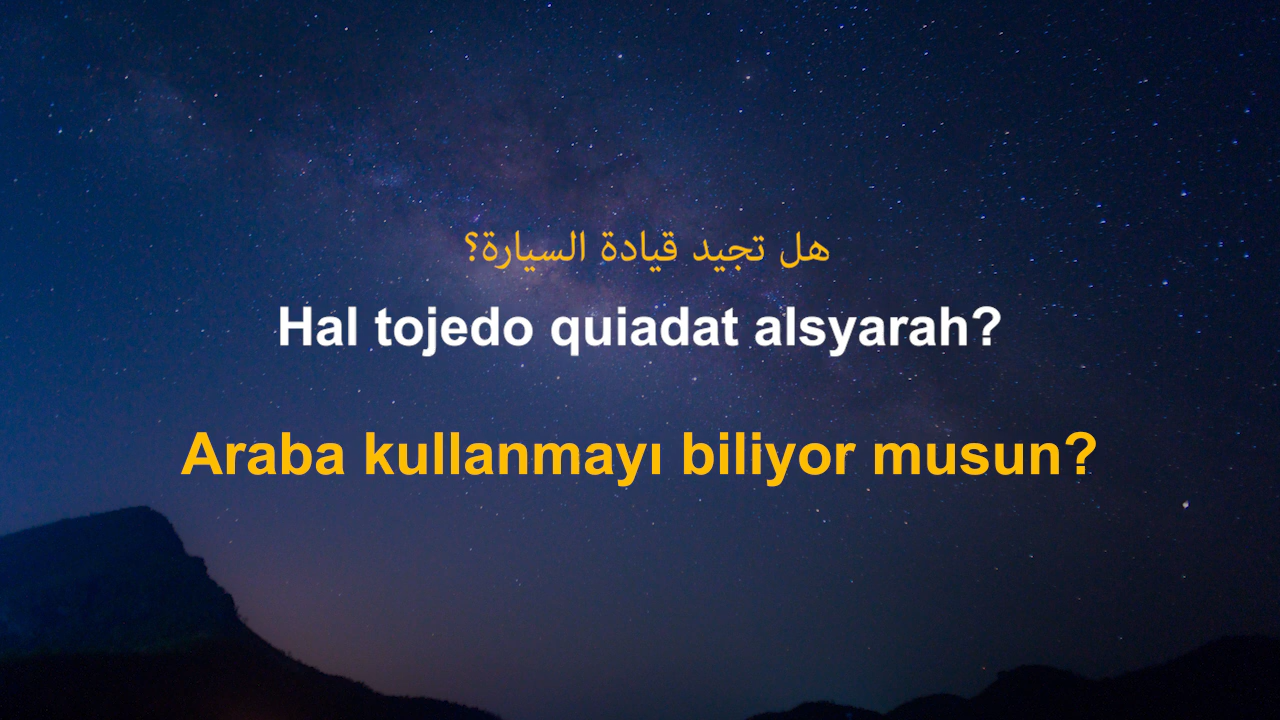 هل تجيد قيادة السيارة؟
Hal tojedo quiadat alsyarah?
Araba kullanmayı biliyor musun?